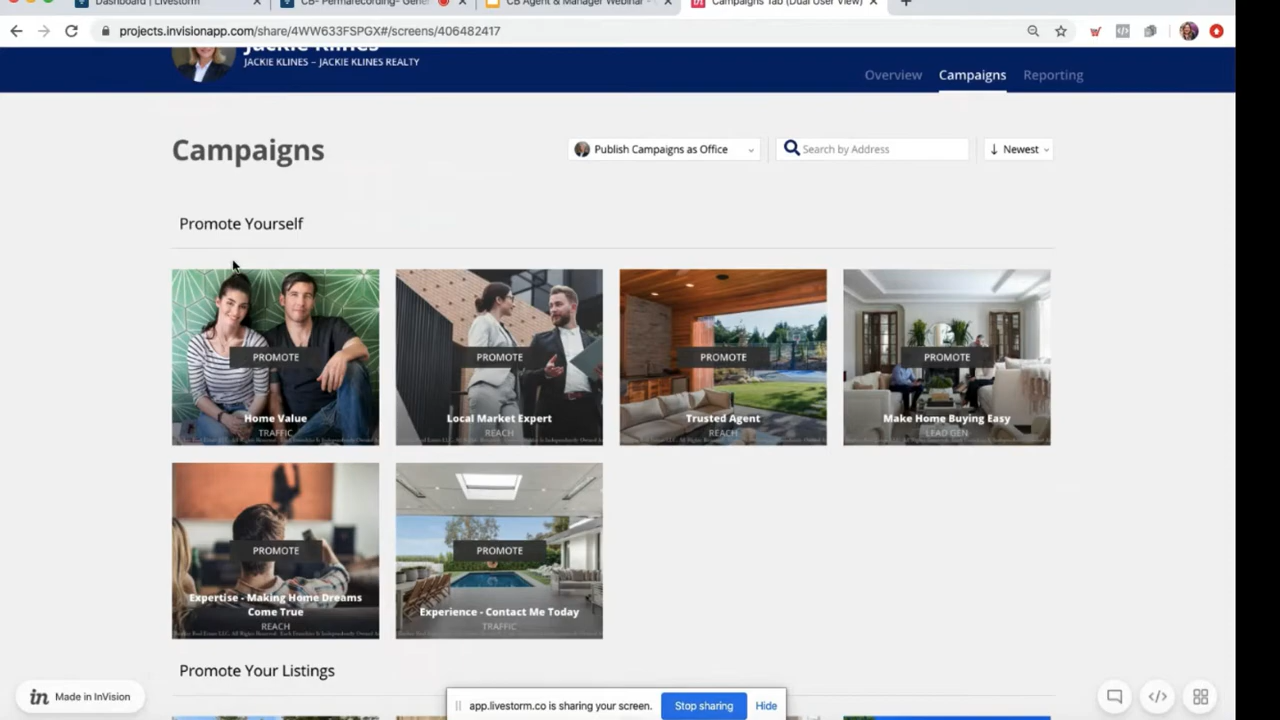 Dashboard | Livestorm
CB- Permarecording- Gene
CB Agent & Manager Webinar -
Campaigns Tab (Dual User View)
projects.invisionapp.com/share/4WW633FSPGX#/screens/406482417
Jackie Klines
JACKIE KLINES – JACKIE KLINES REALTY
Overview Campaigns Reporting
Campaigns
Publish Campaigns as Office
Search by Address
↓ Newest
Promote Yourself
PROMOTE
Home Value
TRAFFIC
PROMOTE
Local Market Expert
REACH
PROMOTE
Trusted Agent
REACH
PROMOTE
Make Home Buying Easy
LEAD GEN
PROMOTE
Expertise - Making Home Dreams
Come True
REACH
PROMOTE
Experience - Contact Me Today
TRAFFIC
Promote Your Listings
in Made in InVision
app.livestorm.co is sharing your screen.
Stop sharing
Hide